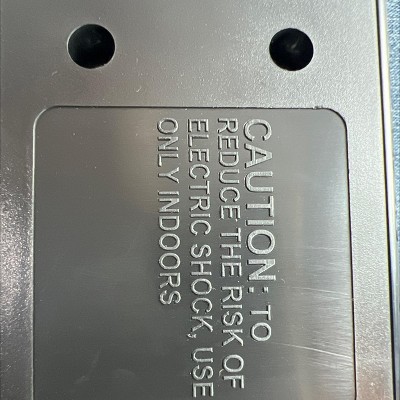 CAUTION: TO
REDUCE THE RISK OF
ELECTRIC SHOCK, USE
ONLY INDOORS